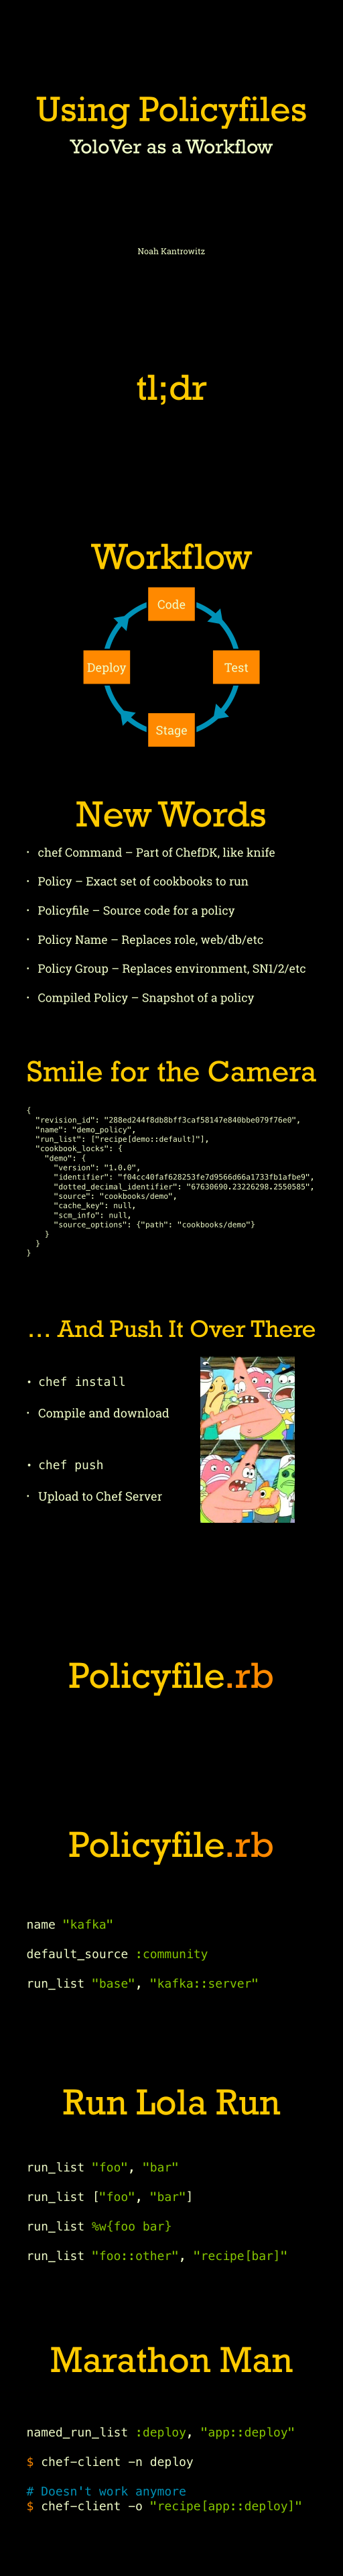 Using Policyfiles
YoloVer as a Workflow
Noah Kantrowitz
tl;dr
Workflow
Code
Deploy
Test
Stage
New Words
• chef Command – Part of ChefDK, like knife
• Policy – Exact set of cookbooks to run
• Policyfile – Source code for a policy
• Policy Name – Replaces role, web/db/etc
• Policy Group – Replaces environment, SN1/2/etc
• Compiled Policy – Snapshot of a policy
Smile for the Camera
{
  "revision_id": "288ed244f8db8bff3caf58147e840bbe079f76e0",
  "name": "demo_policy",
  "run_list": ["recipe[demo::default]"],
  "cookbook_locks": {
    "demo": {
      "version": "1.0.0",
      "identifier": "f04cc40faf628253fe7d9566d66a1733fb1afbe9",
      "dotted_decimal_identifier": "67630690.23226298.2550585",
      "source": "cookbooks/demo",
      "cache_key": null,
      "scm_info": null,
      "source_options": {"path": "cookbooks/demo"}
    }
  }
}
... And Push It Over There
• chef install
• Compile and download
• chef push
• Upload to Chef Server
Policyfile.rb
Policyfile.rb
name "kafka"
default_source :community
run_list "base", "kafka::server"
Run Lola Run
run_list "foo", "bar"
run_list ["foo", "bar"]
run_list %w{foo bar}
run_list "foo::other", "recipe[bar]"
Marathon Man
named_run_list :deploy, "app::deploy"
$ chef-client -n deploy
# Doesn't work anymore
$ chef-client -o "recipe[app::deploy]"